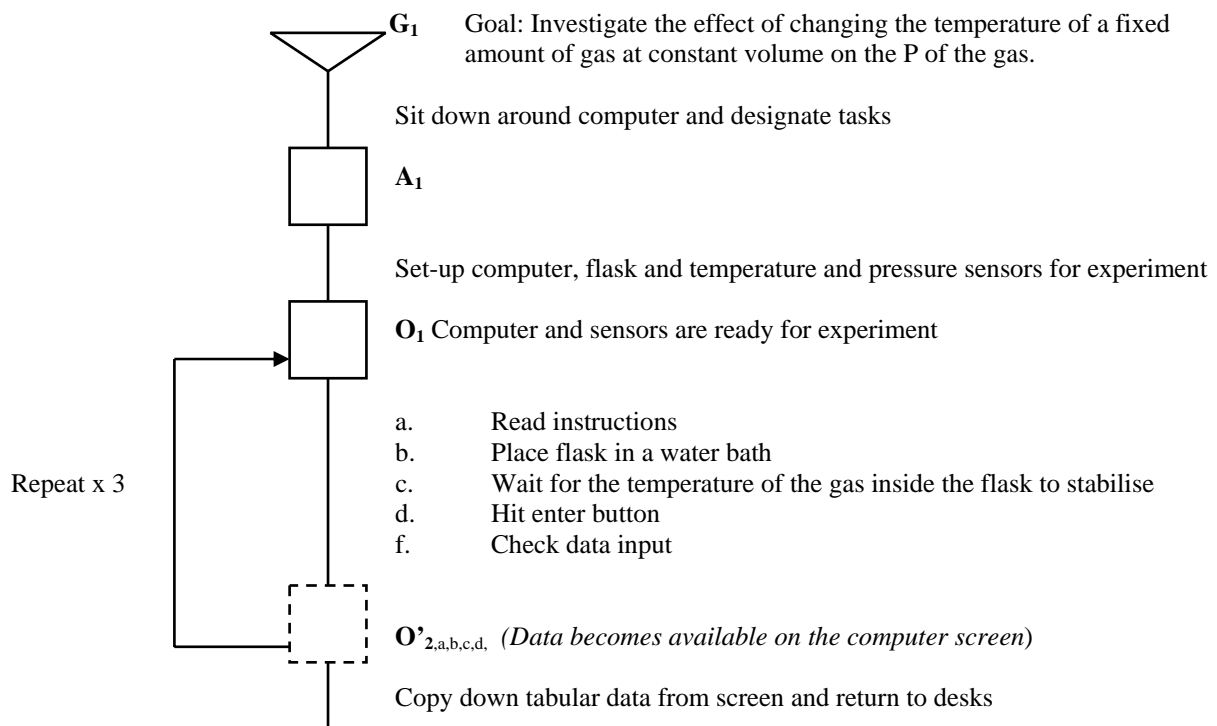 G1 Goal: Investigate the effect of changing the temperature of a fixed
amount of gas at constant volume on the P of the gas.
Sit down around computer and designate tasks
A1
Set-up computer, flask and temperature and pressure sensors for experiment
O1 Computer and sensors are ready for experiment
a. Read instructions
b. Place flask in a water bath
Repeat x 3
c. Wait for the temperature of the gas inside the flask to stabilise
d. Hit enter button
f. Check data input
O’2,a,b,c,d, (Data becomes available on the computer screen)
Copy down tabular data from screen and return to desks